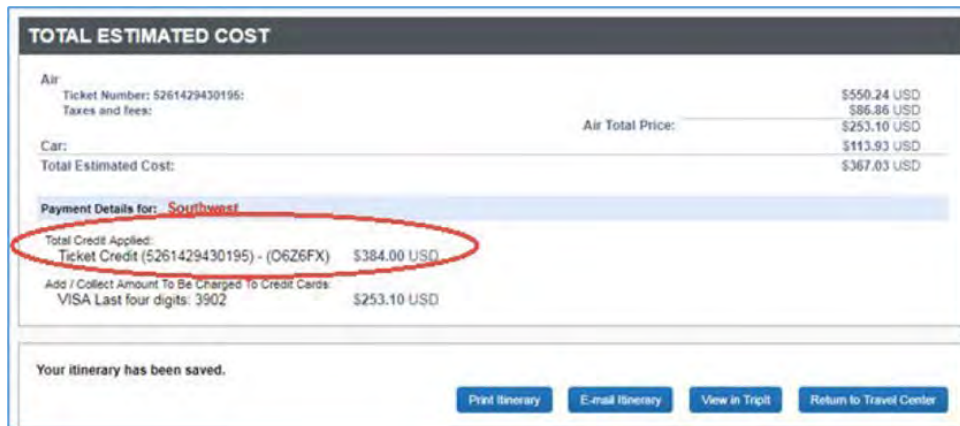 TOTAL ESTIMATED COST
Air
Ticket Number: 5261429430195: $550.24 USD
Taxes and fees: $86.86 USD
Air Total Price: $253.10 USD
Car: $113.93 USD
Total Estimated Cost: $367.03 USD
Payment Details for: Southwest
Total Credit Applied:
Ticket Credit (5261429430195) - (O6Z6FX) $384.00 USD
Add / Collect Amount To Be Charged To Credit Cards:
VISA Last four digits: 3902 $253.10 USD
Your itinerary has been saved.
Print Itinerary E-mail Itinerary View in TripIt Return to Travel Center